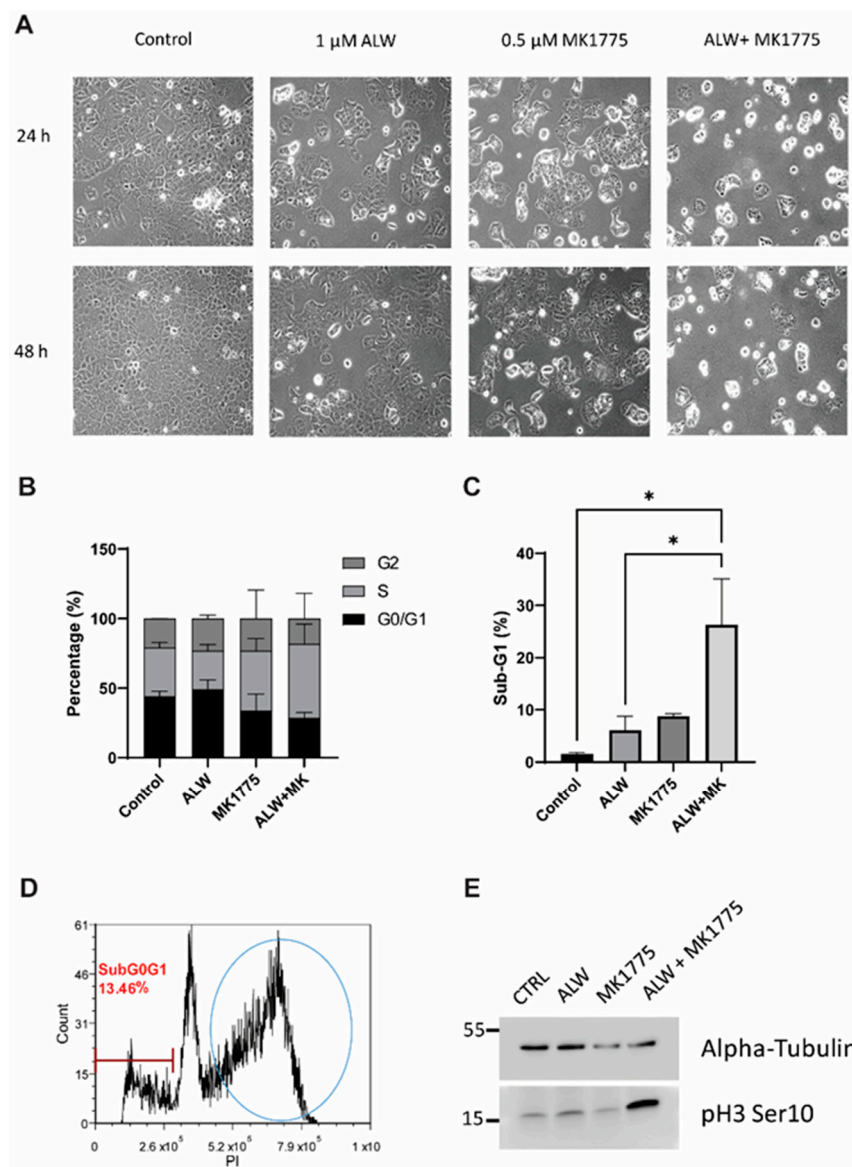 A
Control
1 µM ALW
0.5 µM MK1775
ALW+ MK1775
24 h
48 h
B
150
100
50
0
Percentage (%)
G2
S
G0/G1
Control
ALW
MK1775
ALW+MK
C
*
*
40
30
20
10
0
Sub-G1 (%)
Control
ALW
MK1775
ALW+MK
D
61
46
31
15
0
Count
SubG0G1
13.46%
0
2.6 x10⁵
5.2 x10⁵
7.9 x10⁵
1 x10
PI
E
CTRL
ALW
MK1775
ALW + MK1775
55
Alpha-Tubulin
15
pH3 Ser10